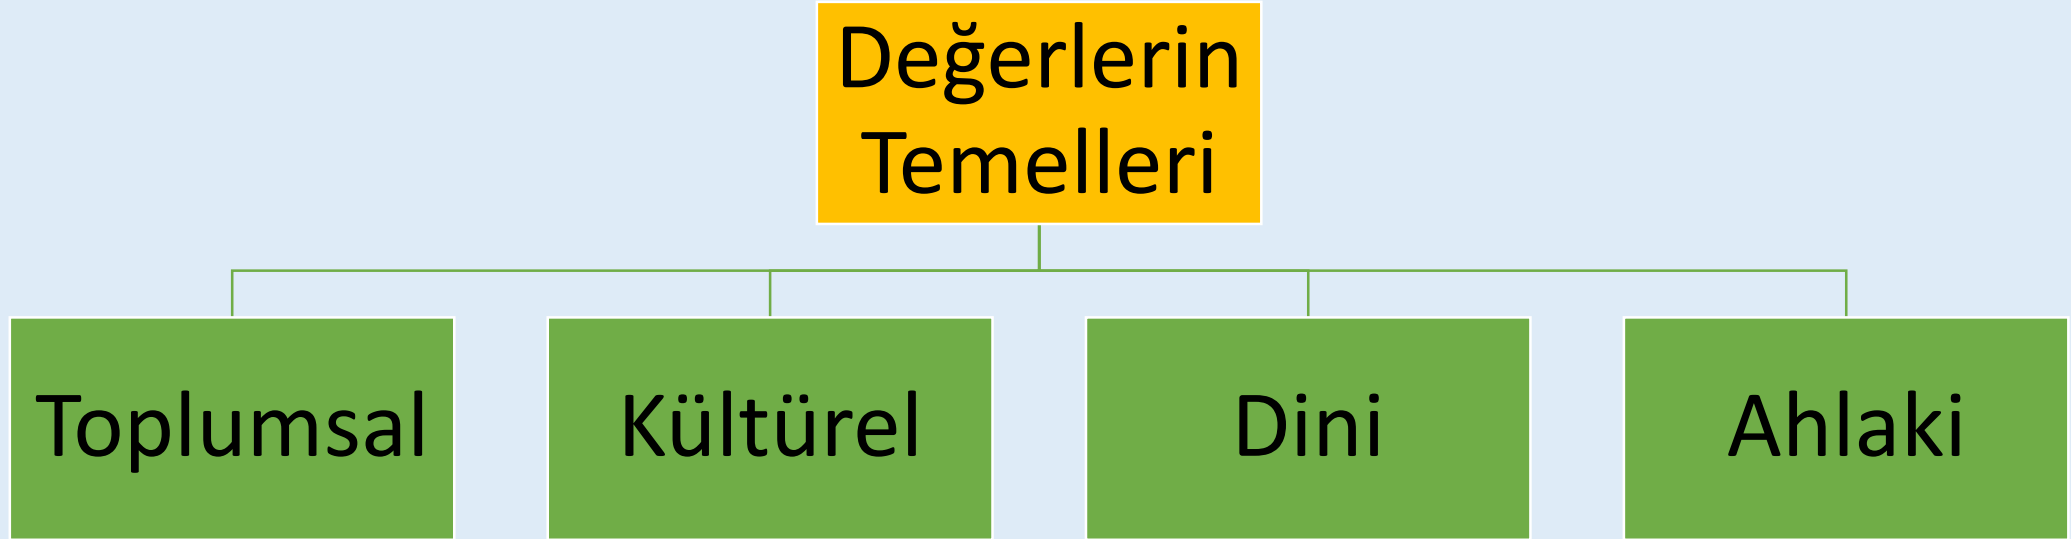 Değerlerin
Temelleri
Toplumsal
Kültürel
Dini
Ahlaki